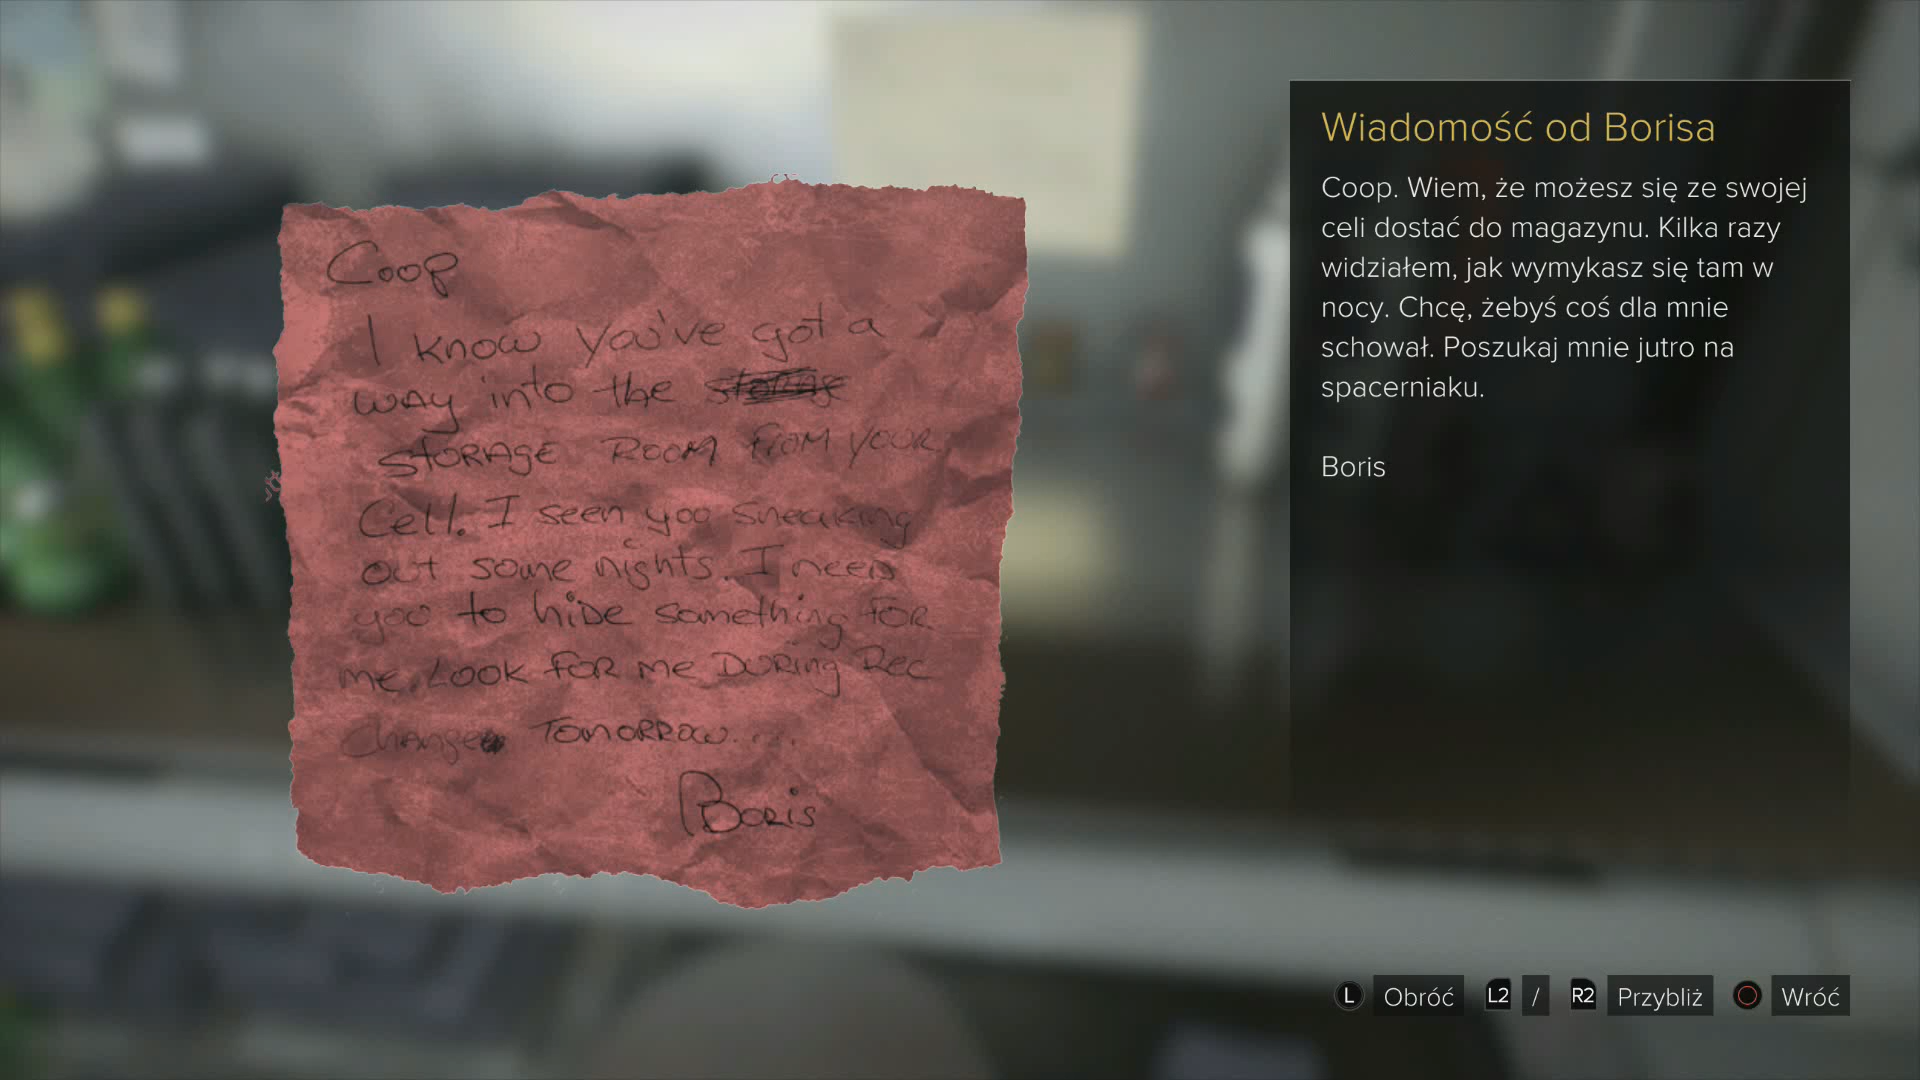 Coop
I know you've got a
way into the storage
STORAGE ROOM FROM YOUR
Cell. I seen you sneaking
out some nights. I need
you to hide something FOR
me. LOOK FOR me DURING Rec
Change TOMORROW....
Boris
Wiadomość od Borisa
Coop. Wiem, że możesz się ze swojej
celi dostać do magazynu. Kilka razy
widziałem, jak wymykasz się tam w
nocy. Chcę, żebyś coś dla mnie
schował. Poszukaj mnie jutro na
spacerniaku.
Boris
L Obróć L2 / R2 Przybliż Wróć